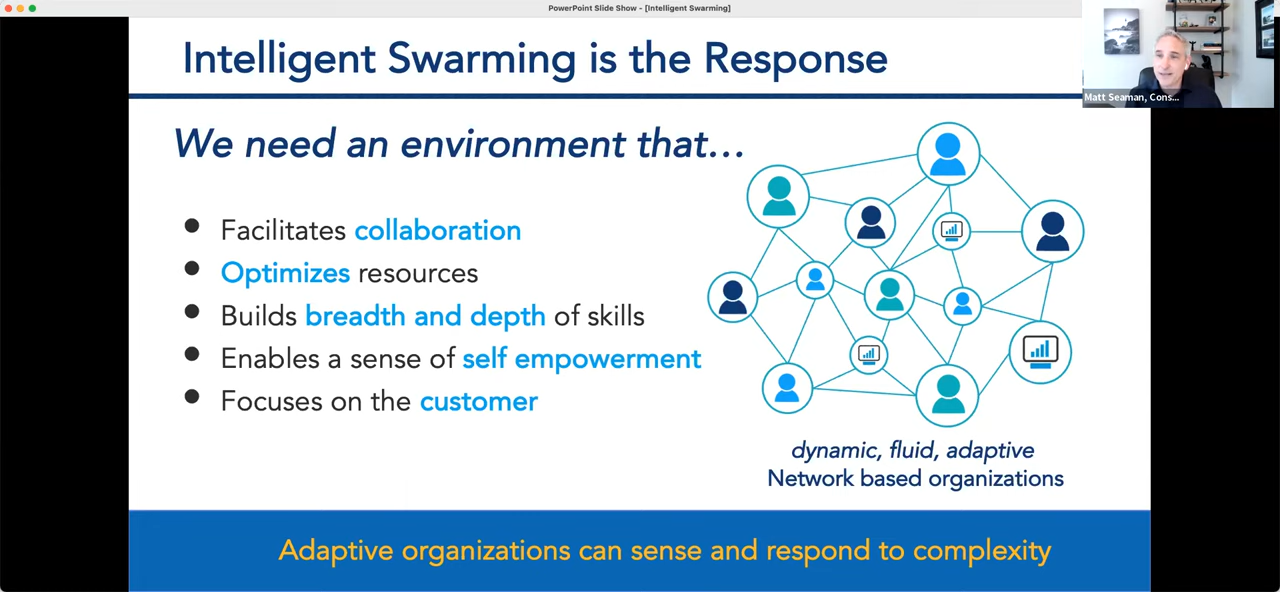 PowerPoint Slide Show - [Intelligent Swarming]
Intelligent Swarming is the Response
Matt Seaman, Cons...
We need an environment that...
• Facilitates collaboration
• Optimizes resources
• Builds breadth and depth of skills
• Enables a sense of self empowerment
• Focuses on the customer
dynamic, fluid, adaptive
Network based organizations
Adaptive organizations can sense and respond to complexity